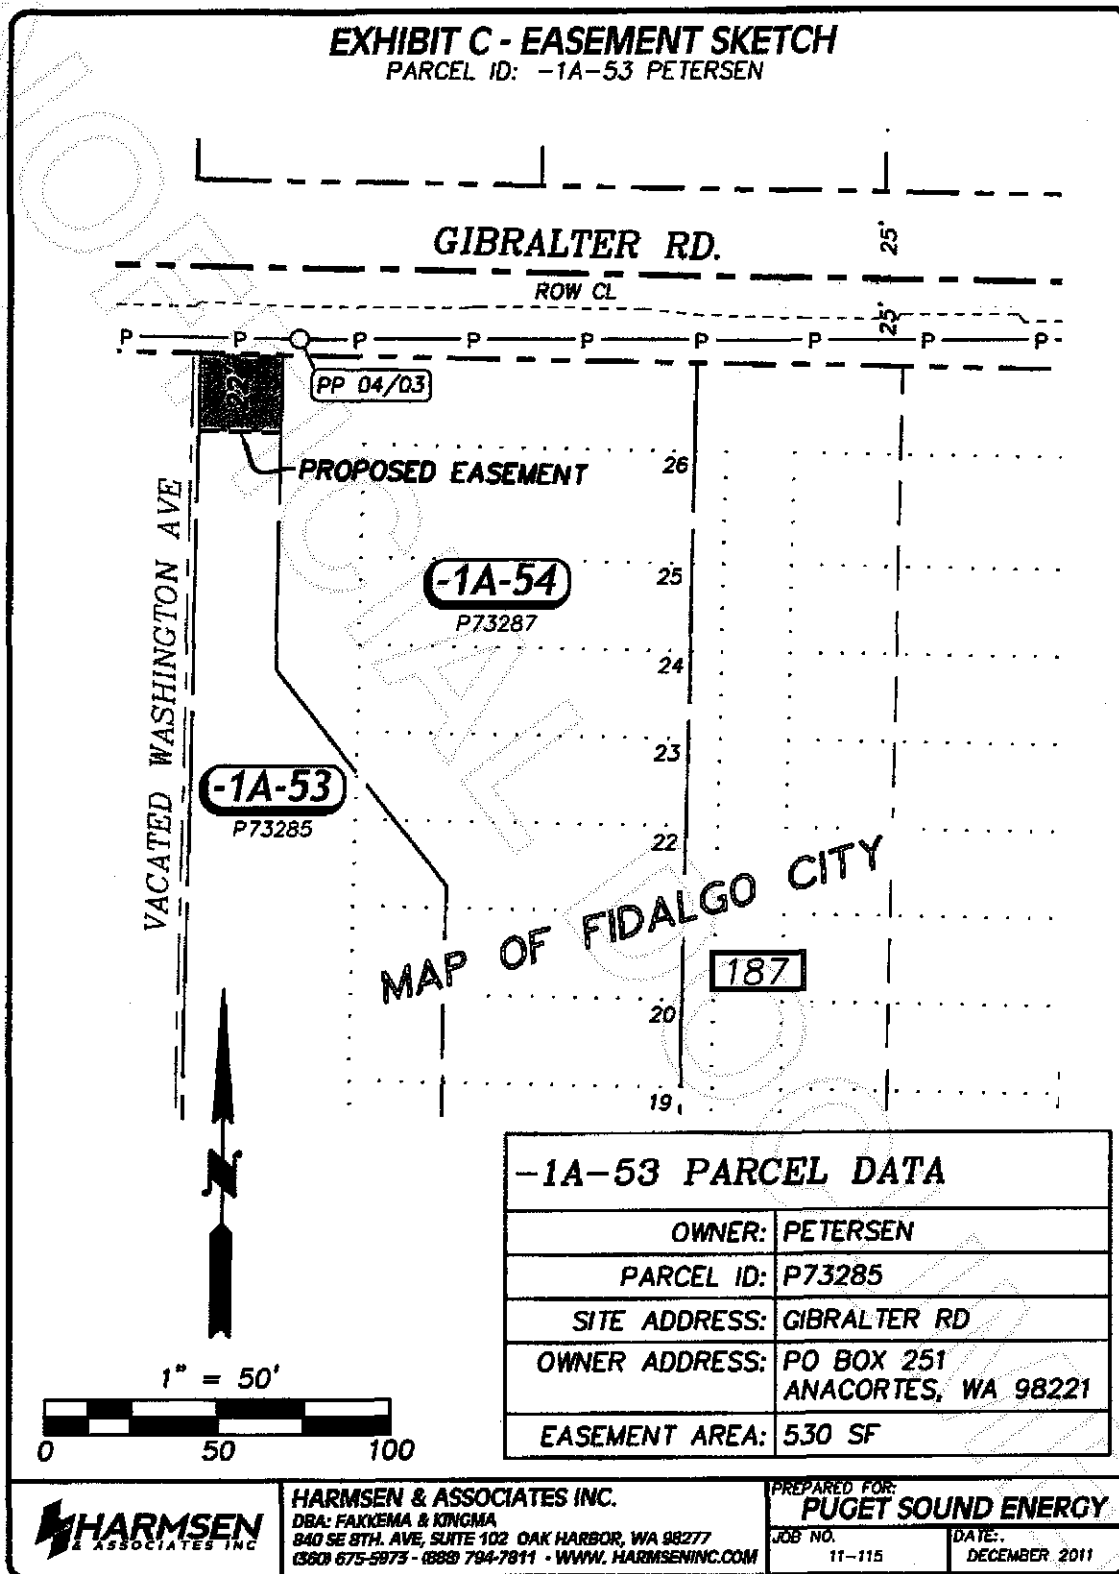 EXHIBIT C - EASEMENT SKETCH
PARCEL ID: -1A-53 PETERSEN
GIBRALTER RD.
25'
ROW CL
25'
P P P P P P P P P
PP 04/03
22'
PROPOSED EASEMENT
26
VACATED WASHINGTON AVE
-1A-54
P73287
25
24
23
-1A-53
P73285
22
MAP OF FIDALGO CITY
187
20
19
N
-1A-53 PARCEL DATA
OWNER: PETERSEN
PARCEL ID: P73285
SITE ADDRESS: GIBRALTER RD
OWNER ADDRESS: PO BOX 251
ANACORTES, WA 98221
EASEMENT AREA: 530 SF
1" = 50'
0 50 100
HARMSEN
& ASSOCIATES INC
HARMSEN & ASSOCIATES INC.
DBA: FAKKEMA & KINGMA
840 SE 8TH. AVE, SUITE 102 OAK HARBOR, WA 98277
(360) 675-5973 - (888) 794-7811 - WWW. HARMSENINC.COM
PREPARED FOR:
PUGET SOUND ENERGY
JOB NO.
11-115
DATE:
DECEMBER 2011
UNOFFICIAL DOCUMENT